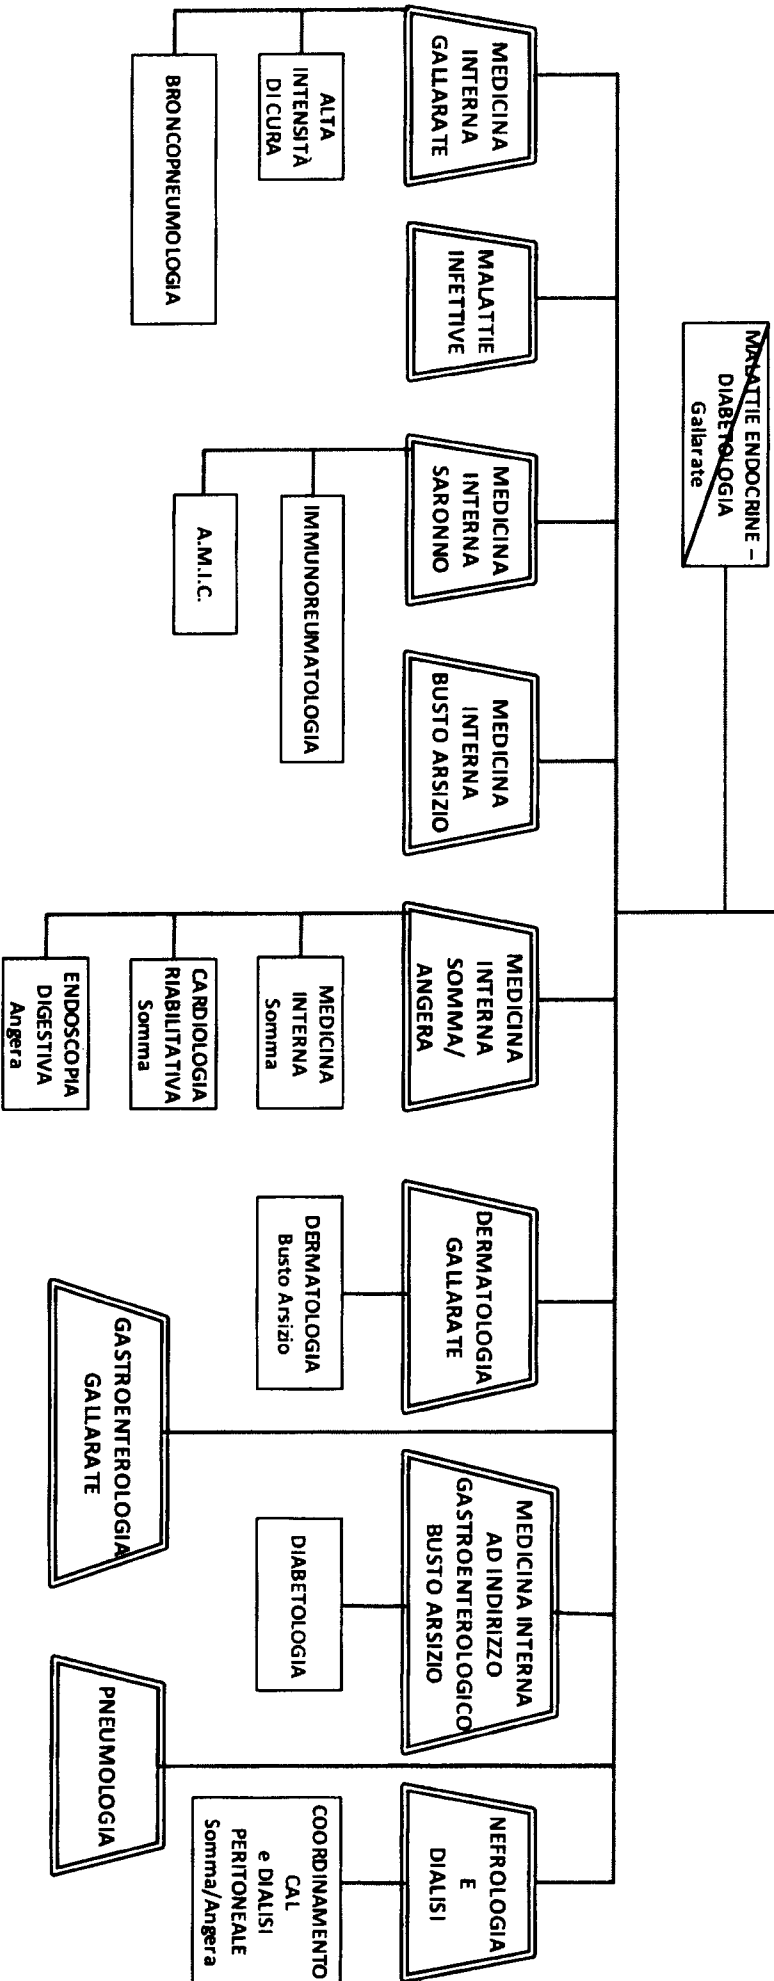 MALATTIE ENDOCRINE –
DIABETOLOGIA
Gallarate
MEDICINA
INTERNA
GALLARATE
ALTA
INTENSITÀ
DI CURA
BRONCOPNEUMOLOGIA
MALATTIE
INFETTIVE
MEDICINA
INTERNA
SARONNO
IMMUNOREUMATOLOGIA
A.M.I.C.
MEDICINA
INTERNA
BUSTO ARSIZIO
MEDICINA
INTERNA
SOMMA/
ANGERA
MEDICINA
INTERNA
Somma
CARDIOLOGIA
RIABILITATIVA
Somma
ENDOSCOPIA
DIGESTIVA
Angera
DERMATOLOGIA
GALLARATE
DERMATOLOGIA
Busto Arsizio
GASTROENTEROLOGIA
GALLARATE
MEDICINA INTERNA
AD INDIRIZZO
GASTROENTEROLOGICO
BUSTO ARSIZIO
DIABETOLOGIA
PNEUMOLOGIA
NEFROLOGIA
E
DIALISI
COORDINAMENTO
CAL
e DIALISI
PERITONEALE
Somma/Angera